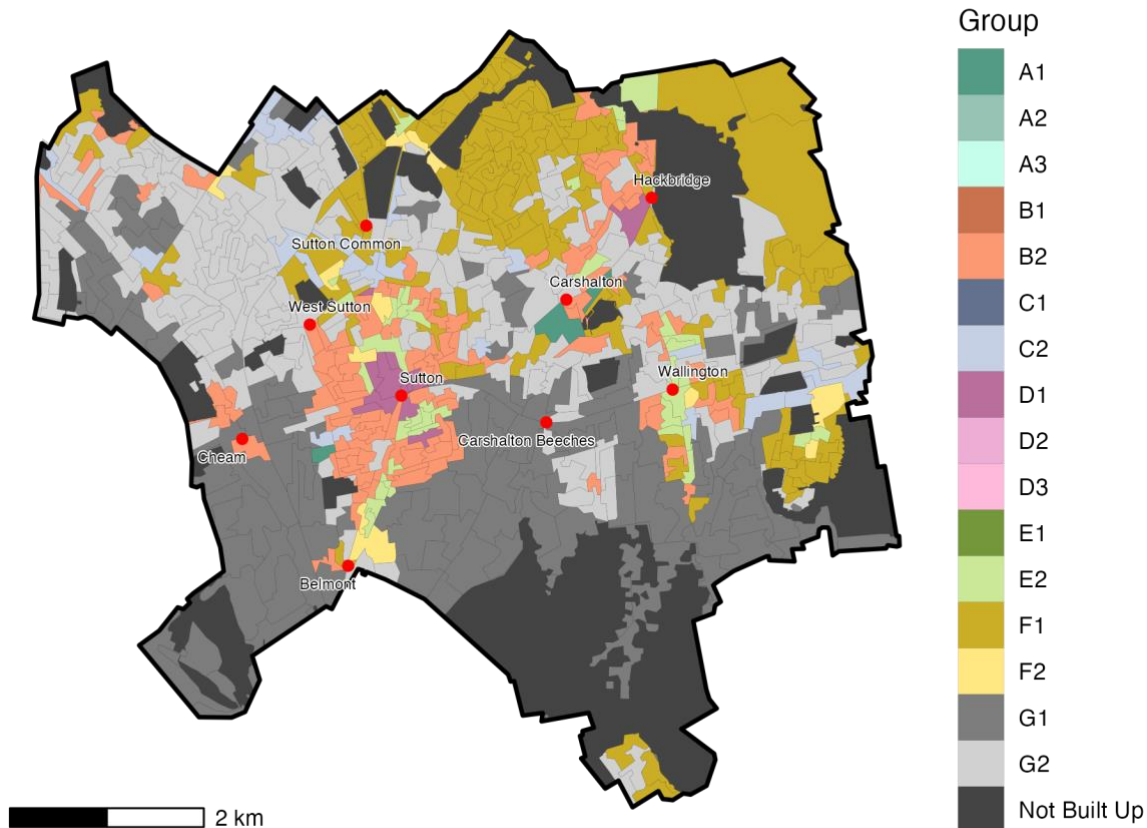 Group
A1
A2
A3
B1
B2
C1
C2
D1
D2
D3
E1
E2
F1
F2
G1
G2
Not Built Up
Hackbridge
Sutton Common
Carshalton
West Sutton
Wallington
Sutton
Carshalton Beeches
Cheam
Belmont
2 km